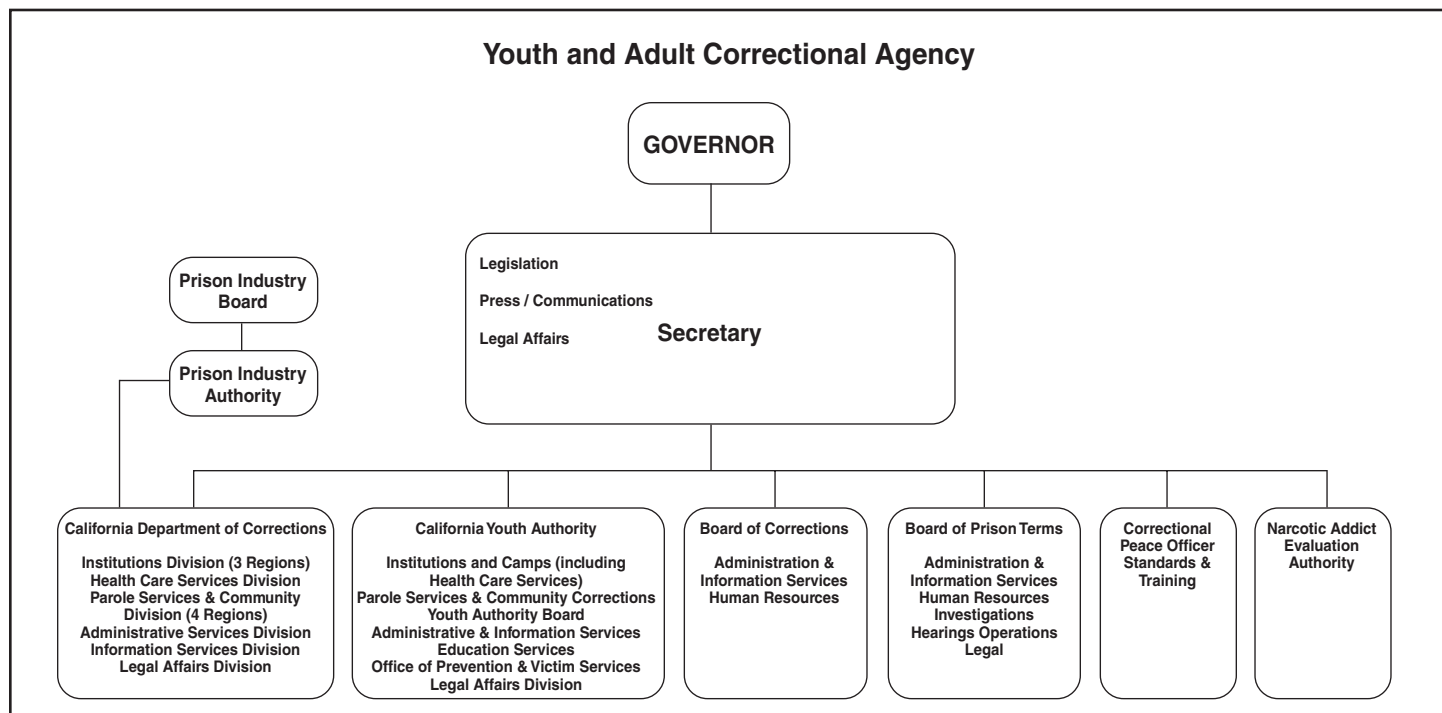 Youth and Adult Correctional Agency
GOVERNOR
Legislation
Press / Communications
Legal Affairs
Secretary
Prison Industry
Board
Prison Industry
Authority
California Department of Corrections
Institutions Division (3 Regions)
Health Care Services Division
Parole Services & Community
Division (4 Regions)
Administrative Services Division
Information Services Division
Legal Affairs Division
California Youth Authority
Institutions and Camps (including
Health Care Services)
Parole Services & Community Corrections
Youth Authority Board
Administrative & Information Services
Education Services
Office of Prevention & Victim Services
Legal Affairs Division
Board of Corrections
Administration &
Information Services
Human Resources
Board of Prison Terms
Administration &
Information Services
Human Resources
Investigations
Hearings Operations
Legal
Correctional
Peace Officer
Standards &
Training
Narcotic Addict
Evaluation
Authority